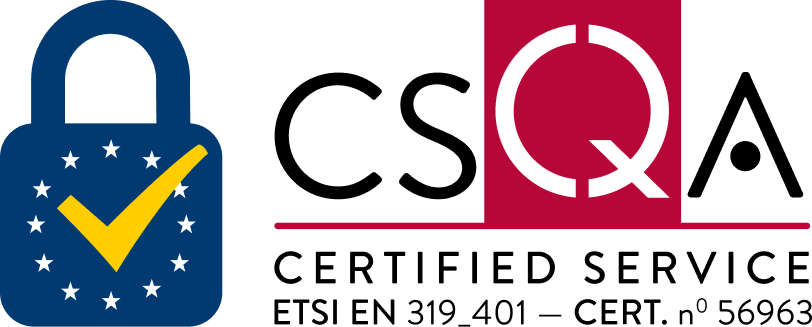 CSQA
CERTIFIED SERVICE
ETSI EN 319_401 — CERT. n⁰ 56963